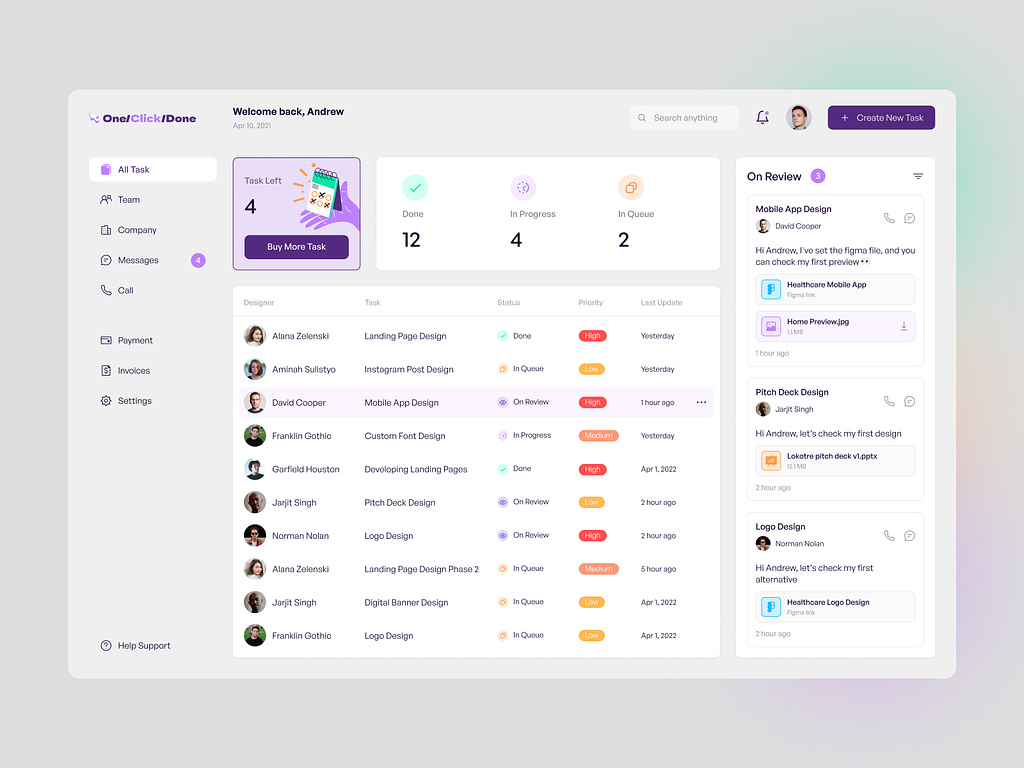 One/Click/Done
Welcome back, Andrew
Apr 10, 2021
Search anything
Create New Task
All Task
Team
Company
Messages 4
Call
Payment
Invoices
Settings
Help Support
Task Left
4
Buy More Task
Done
12
In Progress
4
In Queue
2
Designer Task Status Priority Last Update
Alana Zelenski Landing Page Design Done High Yesterday
Aminah Sulistyo Instagram Post Design In Queue Low Yesterday
David Cooper Mobile App Design On Review High 1 hour ago
Franklin Gothic Custom Font Design In Progress Medium Yesterday
Garfield Houston Developing Landing Pages Done High Apr 1, 2022
Jarjit Singh Pitch Deck Design On Review Low 2 hour ago
Norman Nolan Logo Design On Review High 2 hour ago
Alana Zelenski Landing Page Design Phase 2 In Queue Medium 5 hour ago
Jarjit Singh Digital Banner Design In Queue Low Apr 1, 2022
Franklin Gothic Logo Design In Queue Low Apr 1, 2022
On Review 3
Mobile App Design
David Cooper
Hi Andrew, I've set the figma file, and you
can check my first preview👀
Healthcare Mobile App
Figma link
Home Preview.jpg
1.1 MB
1 hour ago
Pitch Deck Design
Jarjit Singh
Hi Andrew, let's check my first design
Lokotre pitch deck v1.pptx
12,1 MB
2 hour ago
Logo Design
Norman Nolan
Hi Andrew, let's check my first
alternative
Healthcare Logo Design
Figma link
2 hour ago